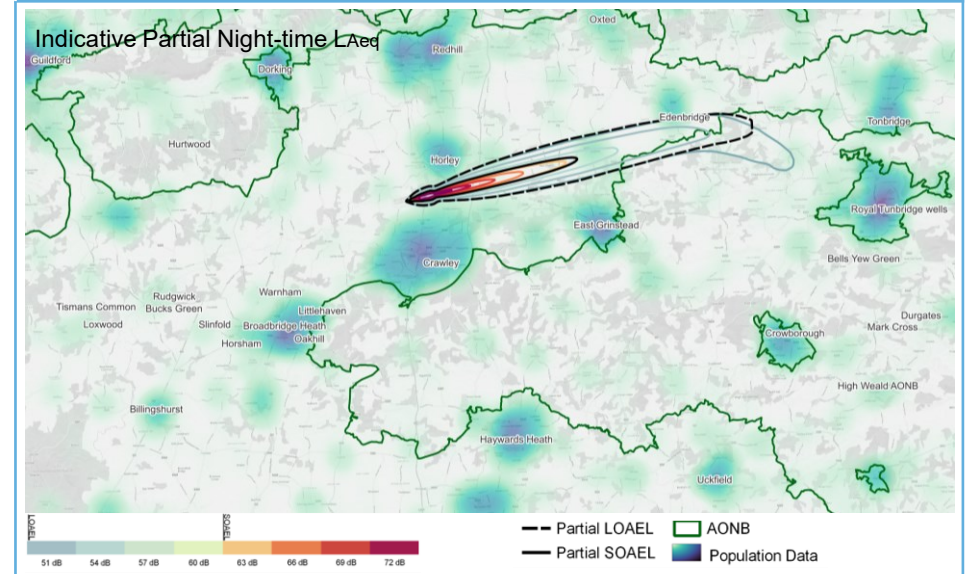 Indicative Partial Night-time LAeq
Oxted
Redhill
Guildford
Dorking
Tonbridge
Edenbridge
Hurtwood
Horley
Royal Tunbridge wells
East Grinstead
Bells Yew Green
Crawley
Warnham
Rudgwick
Tismans Common
Bucks Green
Littlehaven
Durgates
Loxwood
Slinfold
Broadbridge Heath
Mark Cross
Crowborough
Horsham
Oakhill
High Weald AONB
Billingshurst
Haywards Heath
Uckfield
LOAEL
SOAEL
51 dB 54 dB 57 dB 60 dB 63 dB 66 dB 69 dB 72 dB
Partial LOAEL
AONB
Partial SOAEL
Population Data